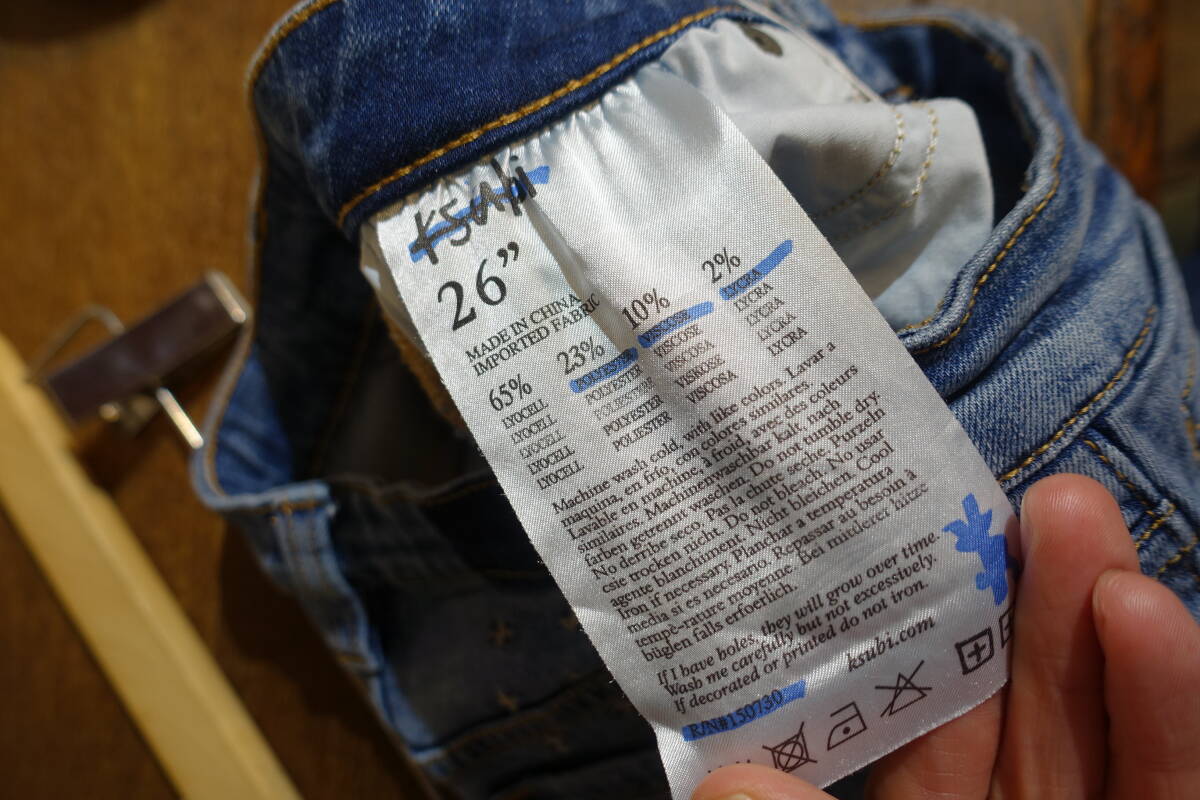 ksubi
26”
MADE IN CHINA
IMPORTED FABRIC
65%
LYOCELL
LYOCELL
LYOCELL
LYOCELL
LYOCELL
23%
POLYESTER
POLYESTER
POLYESTER
POLYESTER
POLIESTER
10%
VISCOSE
VISCOSE
VISCOSA
VISKOSE
VISCOSA
2%
LYCRA
LYCRA
LYCRA
LYCRA
LYCRA
Machine wash cold, with like colors. Lavar a
maquina, en frío, con colores similares.
Lavable en machine, à froid, avec des couleurs
similaires. Machinenwaschbar kalt, nach
farben getrennt waschen. Do not tumble dry.
No derribe seco. Pas la chute seche. Purzeln
esie trocken nicht. Do not bleach. No usar
agente blanchiment. Nicht bleichen. Cool
Iron if necessary. Planchar a temperatura
media si es necesario. Repassar au besoin à
tempé-rature moyenne. Bei mittlerer hitze
büglen falls erfoerlich.
If I have holes, they will grow over time.
Wash me carefully but not excessively.
If decorated or printed do not iron.
ksubi.com
R/N#150730